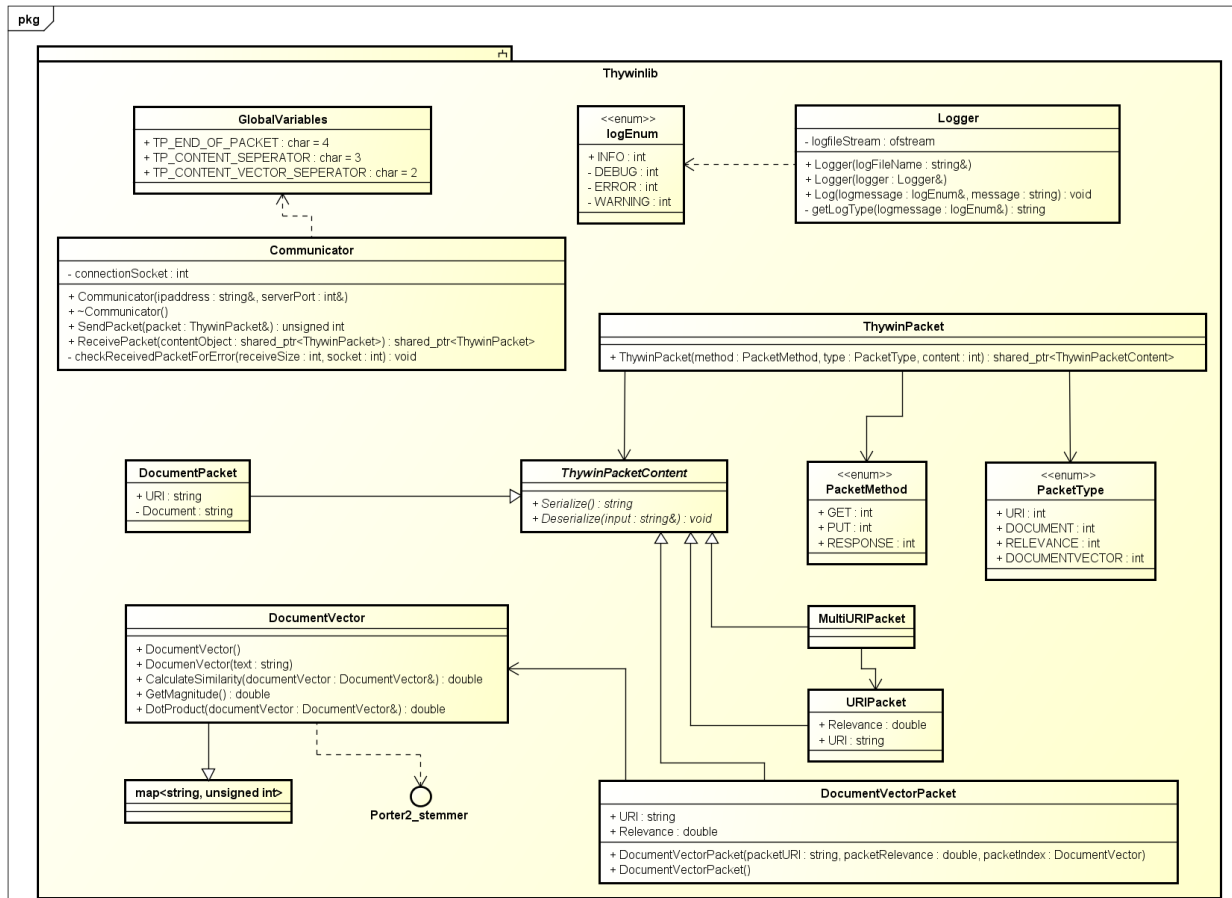 pkg
Thywinlib
GlobalVariables
+ TP_END_OF_PACKET : char = 4
+ TP_CONTENT_SEPERATOR : char = 3
+ TP_CONTENT_VECTOR_SEPERATOR : char = 2
<<enum>>
logEnum
+ INFO : int
- DEBUG : int
- ERROR : int
- WARNING : int
Logger
- logfileStream : ofstream
+ Logger(logFileName : string&)
+ Logger(logger : Logger&)
+ Log(logmessage : logEnum&, message : string) : void
- getLogType(logmessage : logEnum&) : string
Communicator
- connectionSocket : int
+ Communicator(ipaddress : string&, serverPort : int&)
+ ~Communicator()
+ SendPacket(packet : ThywinPacket&) : unsigned int
+ ReceivePacket(contentObject : shared_ptr<ThywinPacket>) : shared_ptr<ThywinPacket>
- checkReceivedPacketForError(receiveSize : int, socket : int) : void
ThywinPacket
+ ThywinPacket(method : PacketMethod, type : PacketType, content : int) : shared_ptr<ThywinPacketContent>
DocumentPacket
+ URI : string
- Document : string
ThywinPacketContent
+ Serialize() : string
+ Deserialize(input : string&) : void
<<enum>>
PacketMethod
+ GET : int
+ PUT : int
+ RESPONSE : int
<<enum>>
PacketType
+ URI : int
+ DOCUMENT : int
+ RELEVANCE : int
+ DOCUMENTVECTOR : int
DocumentVector
+ DocumentVector()
+ DocumenVector(text : string)
+ CalculateSimilarity(documentVector : DocumentVector&) : double
+ GetMagnitude() : double
+ DotProduct(documentVector : DocumentVector&) : double
MultiURIPacket
URIPacket
+ Relevance : double
+ URI : string
map<string, unsigned int>
Porter2_stemmer
DocumentVectorPacket
+ URI : string
+ Relevance : double
+ DocumentVectorPacket(packetURI : string, packetRelevance : double, packetIndex : DocumentVector)
+ DocumentVectorPacket()